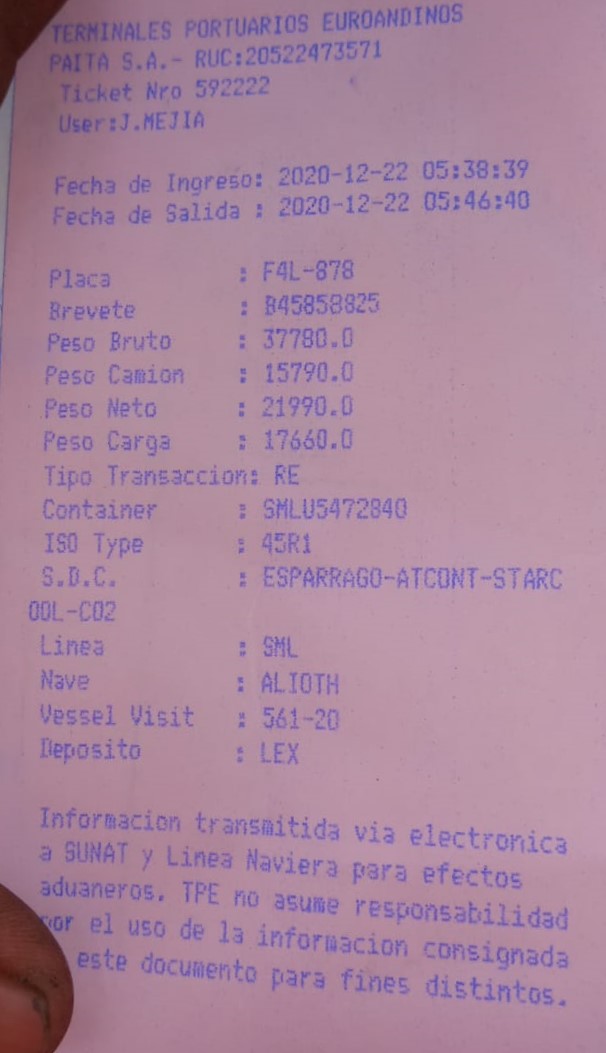 TERMINALES PORTUARIOS EUROANDINOS
PAITA S.A.- RUC:20522473571
Ticket Nro 592222
User:J.MEJIA
Fecha de Ingreso: 2020-12-22 05:38:39
Fecha de Salida : 2020-12-22 05:46:40
Placa : F4L-878
Brevete : B45858825
Peso Bruto : 37780.0
Peso Camion : 15790.0
Peso Neto : 21990.0
Peso Carga : 17660.0
Tipo Transaccion: RE
Container : SMLU5472840
ISO Type : 45R1
S.D.C. : ESPARRAGO-ATCONT-STARC
OOL-CO2
Linea : SML
Nave : ALIOTH
Vessel Visit : 561-20
Deposito : LEX
Informacion transmitida via electronica
a SUNAT y Linea Naviera para efectos
aduaneros. TPE no asume responsabilidad
por el uso de la informacion consignada
este documento para fines distintos.